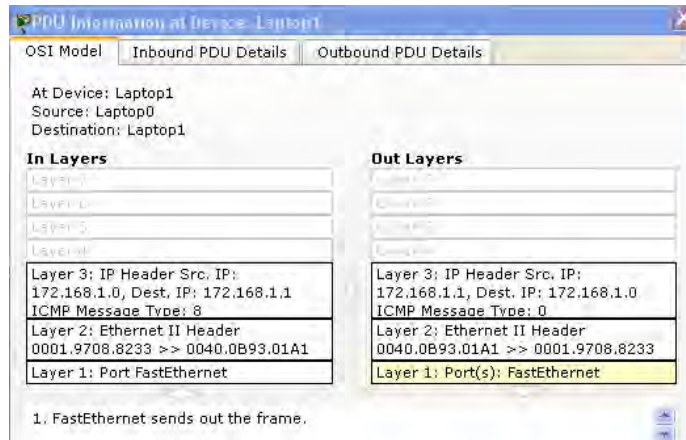 PDU Information at Device: Laptop1
OSI Model Inbound PDU Details Outbound PDU Details
At Device: Laptop1
Source: Laptop0
Destination: Laptop1
In Layers
Layer 3: IP Header Src. IP:
172.168.1.0, Dest. IP: 172.168.1.1
ICMP Message Type: 8
Layer 2: Ethernet II Header
0001.9708.8233 >> 0040.0B93.01A1
Layer 1: Port FastEthernet
Out Layers
Layer 3: IP Header Src. IP:
172.168.1.1, Dest. IP: 172.168.1.0
ICMP Message Type: 0
Layer 2: Ethernet II Header
0040.0B93.01A1 >> 0001.9708.8233
Layer 1: Port(s): FastEthernet
1. FastEthernet sends out the frame.